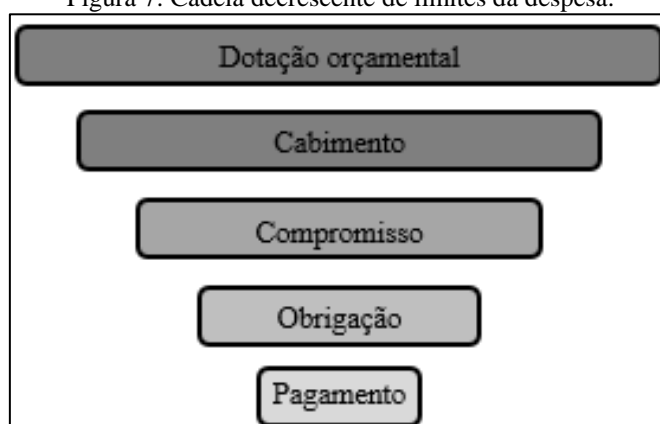 Figura 7. Cadeia decrescente de limites da despesa.
Dotação orçamental
Cabimento
Compromisso
Obrigação
Pagamento